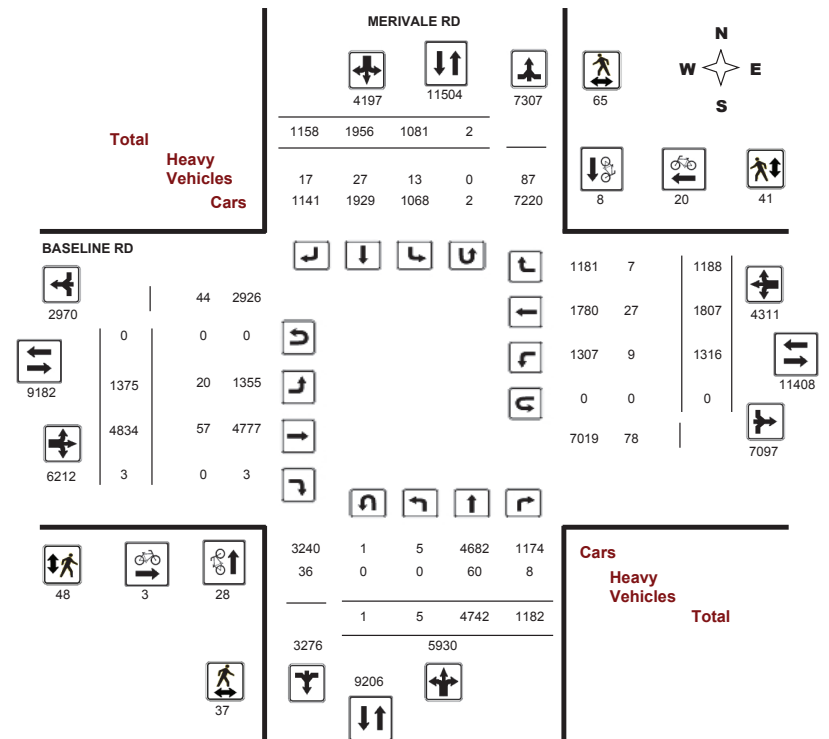 MERIVALE RD
N
W E
S
4197 11504 7307 65
1158 1956 1081 2
Total
Heavy
Vehicles
Cars
17 27 13 0 87
1141 1929 1068 2 7220
8 20 41
BASELINE RD
2970
44 2926
0 0 0
9182
1375 20 1355
4834 57 4777
6212
3 0 3
1181 7 1188
1780 27 1807
4311
1307 9 1316
11408
0 0 0
7019 78
7097
48 3 28
3240 1 5 4682 1174
36 0 0 60 8
1 5 4742 1182
3276 5930
9206
37
Cars
Heavy
Vehicles
Total